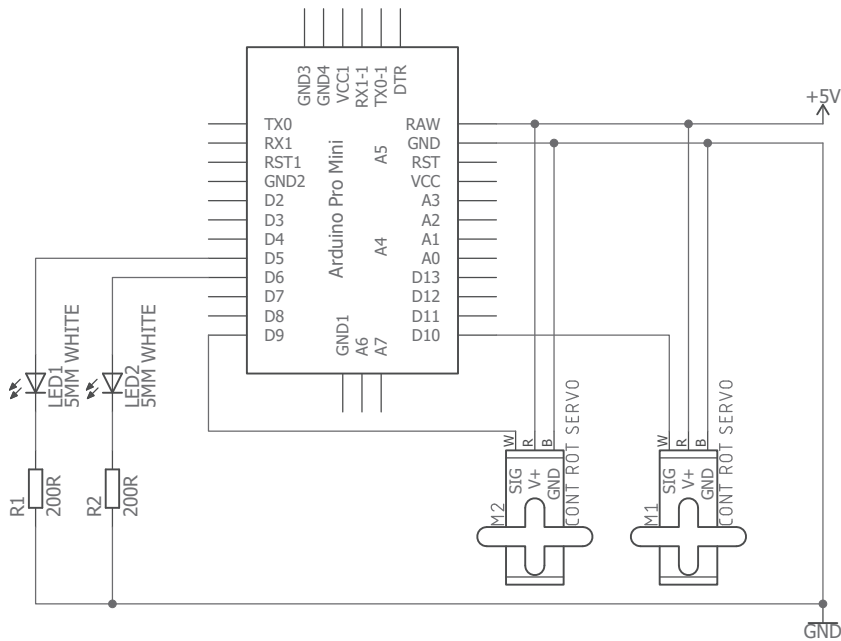 GND3
GND4
VCC1
RX1-1
TX0-1
DTR
+5V
TX0
RX1
RST1
GND2
D2
D3
D4
D5
D6
D7
D8
D9
Arduino Pro Mini
A5
A4
RAW
GND
RST
VCC
A3
A2
A1
A0
D13
D12
D11
D10
GND1
A6
A7
LED1
5MM WHITE
LED2
5MM WHITE
R1
200R
R2
200R
W
R
B
SIG
V+
GND
M2
CONT ROT SERVO
W
R
B
SIG
V+
GND
M1
CONT ROT SERVO
GND